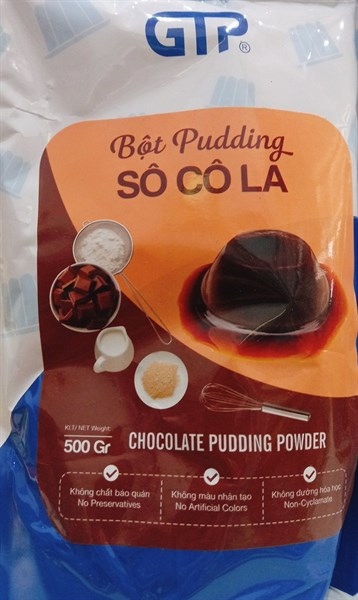 GTP®
Bột Pudding
SÔ CÔ LA
KLT/ NET Weight:
500 Gr
CHOCOLATE PUDDING POWDER
Không chất bảo quản
No Preservatives
Không màu nhân tạo
No Artificial Colors
Không đường hóa học,
Non-Cyclamate